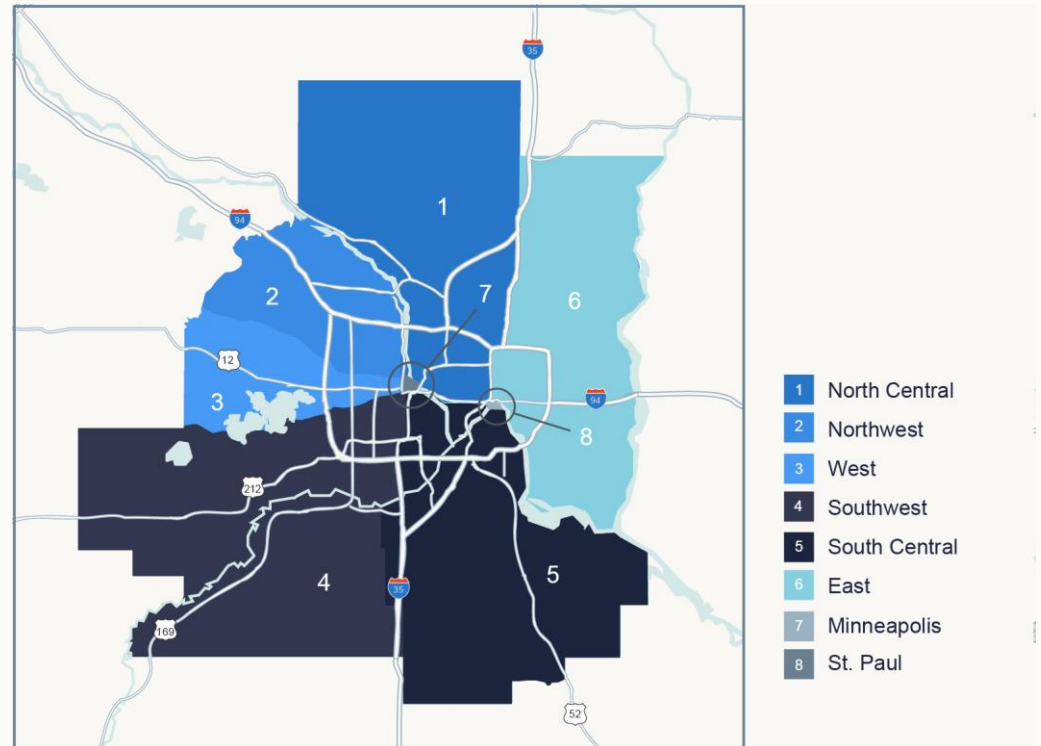 35
1
94
7
2
6
12
3
94
8
212
4
5
35
169
52
1 North Central
2 Northwest
3 West
4 Southwest
5 South Central
6 East
7 Minneapolis
8 St. Paul